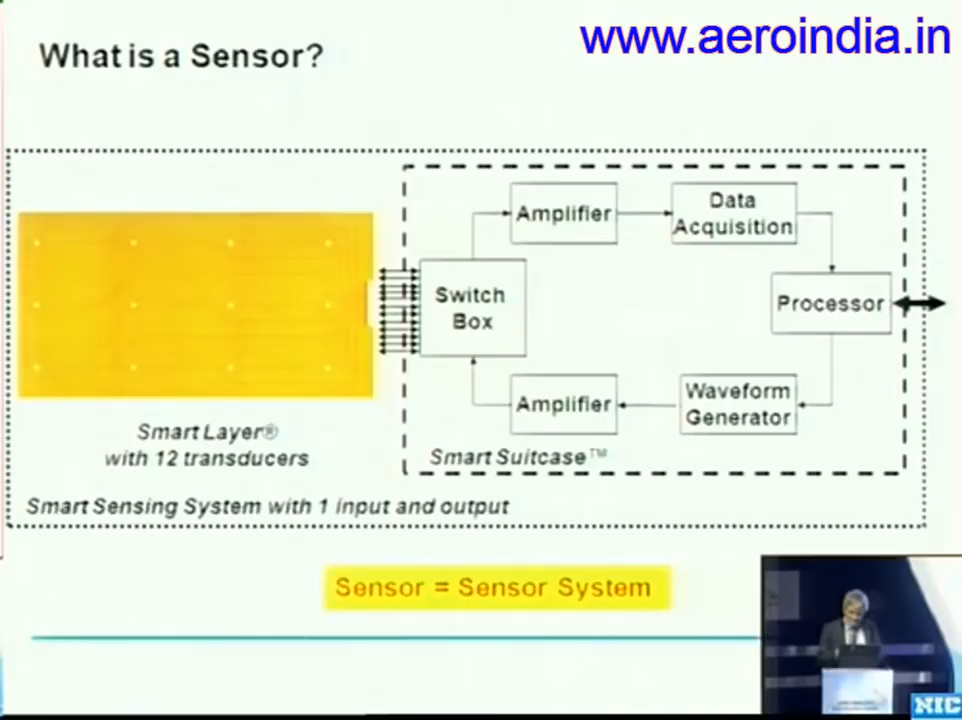 www.aeroindia.in
What is a Sensor?
Amplifier
Data
Acquisition
Switch
Box
Processor
Amplifier
Waveform
Generator
Smart Layer®
with 12 transducers
Smart Suitcase™
Smart Sensing System with 1 input and output
Sensor = Sensor System
NIC